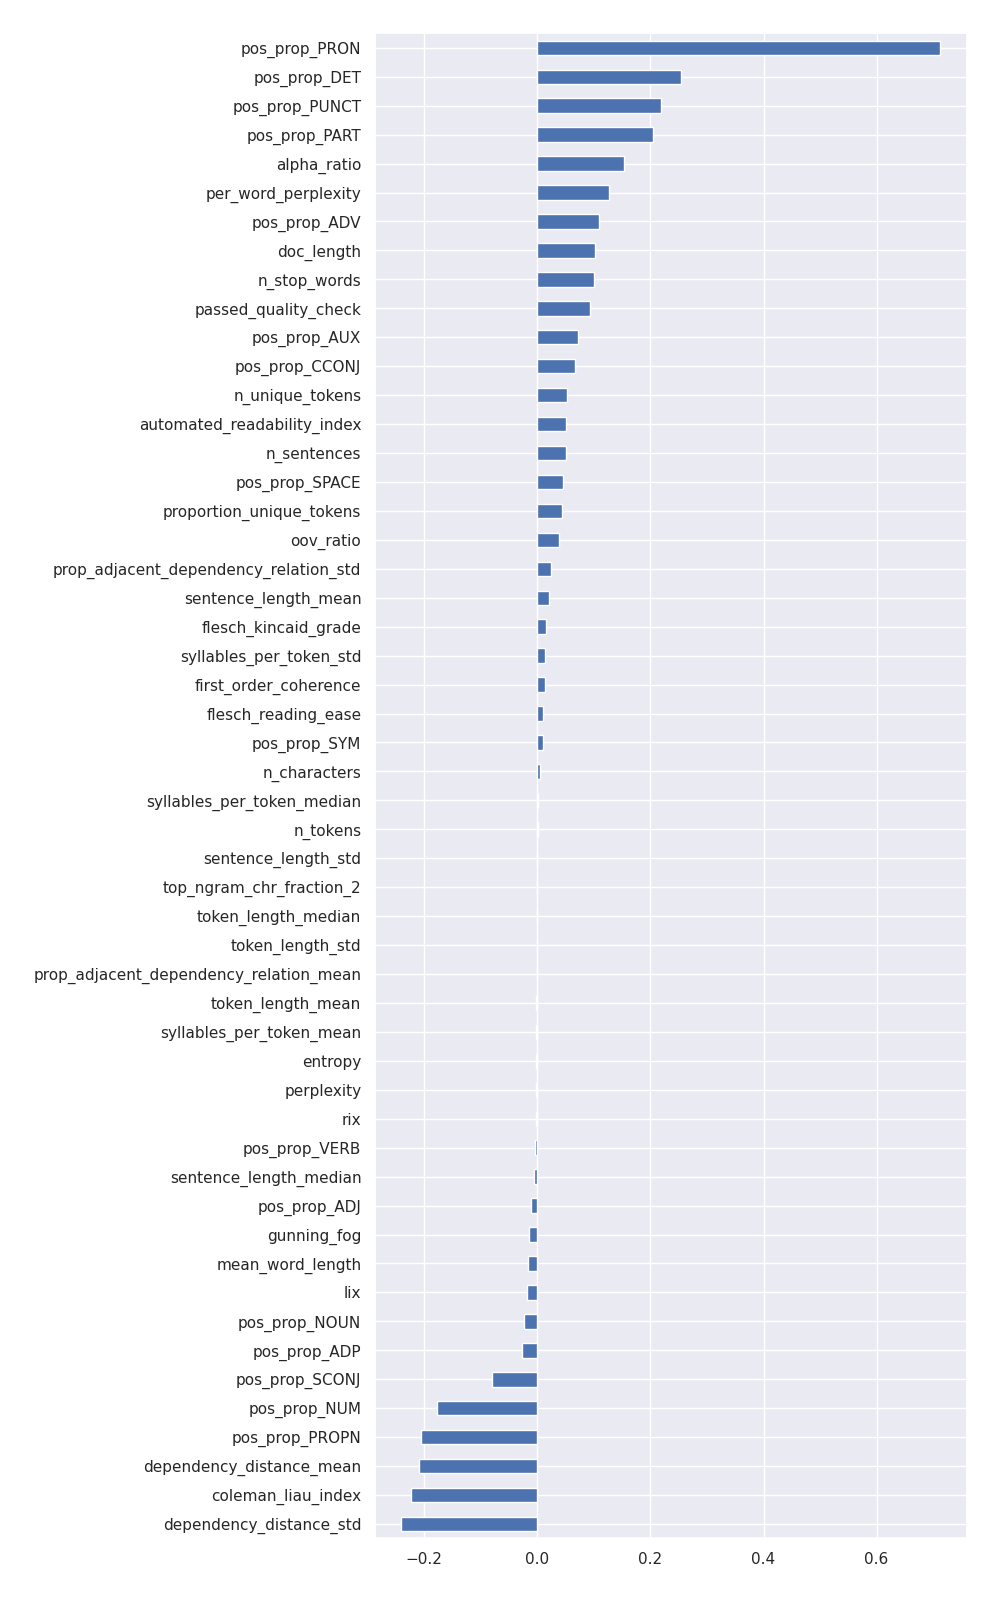 pos_prop_PRON
pos_prop_DET
pos_prop_PUNCT
pos_prop_PART
alpha_ratio
per_word_perplexity
pos_prop_ADV
doc_length
n_stop_words
passed_quality_check
pos_prop_AUX
pos_prop_CCONJ
n_unique_tokens
automated_readability_index
n_sentences
pos_prop_SPACE
proportion_unique_tokens
oov_ratio
prop_adjacent_dependency_relation_std
sentence_length_mean
flesch_kincaid_grade
syllables_per_token_std
first_order_coherence
flesch_reading_ease
pos_prop_SYM
n_characters
syllables_per_token_median
n_tokens
sentence_length_std
top_ngram_chr_fraction_2
token_length_median
token_length_std
prop_adjacent_dependency_relation_mean
token_length_mean
syllables_per_token_mean
entropy
perplexity
rix
pos_prop_VERB
sentence_length_median
pos_prop_ADJ
gunning_fog
mean_word_length
lix
pos_prop_NOUN
pos_prop_ADP
pos_prop_SCONJ
pos_prop_NUM
pos_prop_PROPN
dependency_distance_mean
coleman_liau_index
dependency_distance_std
−0.2 0.0 0.2 0.4 0.6